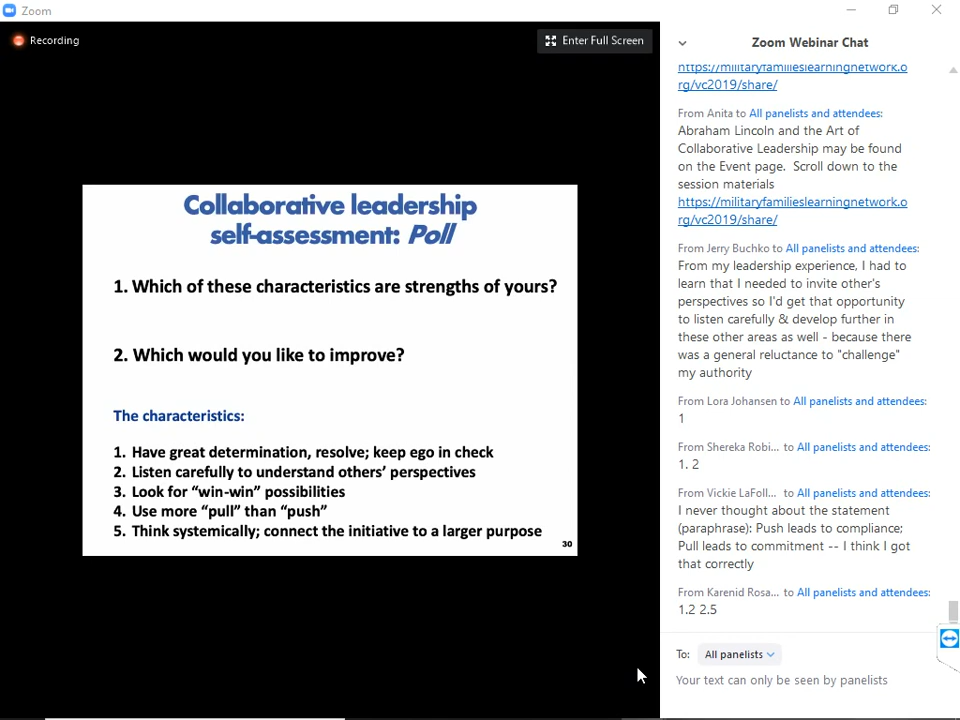 Zoom
Recording
Enter Full Screen
Collaborative leadership
self-assessment: Poll
1. Which of these characteristics are strengths of yours?
2. Which would you like to improve?
The characteristics:
1. Have great determination, resolve; keep ego in check
2. Listen carefully to understand others’ perspectives
3. Look for “win-win” possibilities
4. Use more “pull” than “push”
5. Think systemically; connect the initiative to a larger purpose
30
Zoom Webinar Chat
https://militaryfamilieslearningnetwork.o
rg/vc2019/share/
From Anita to All panelists and attendees:
Abraham Lincoln and the Art of
Collaborative Leadership may be found
on the Event page. Scroll down to the
session materials
https://militaryfamilieslearningnetwork.o
rg/vc2019/share/
From Jerry Buchko to All panelists and attendees:
From my leadership experience, I had to
learn that I needed to invite other's
perspectives so I'd get that opportunity
to listen carefully & develop further in
these other areas as well - because there
was a general reluctance to "challenge"
my authority
From Lora Johansen to All panelists and attendees:
1
From Shereka Robi... to All panelists and attendees:
1. 2
From Vickie LaFoll... to All panelists and attendees:
I never thought about the statement
(paraphrase): Push leads to compliance;
Pull leads to commitment -- I think I got
that correctly
From Karenid Rosa... to All panelists and attendees:
1.2 2.5
To: All panelists
Your text can only be seen by panelists